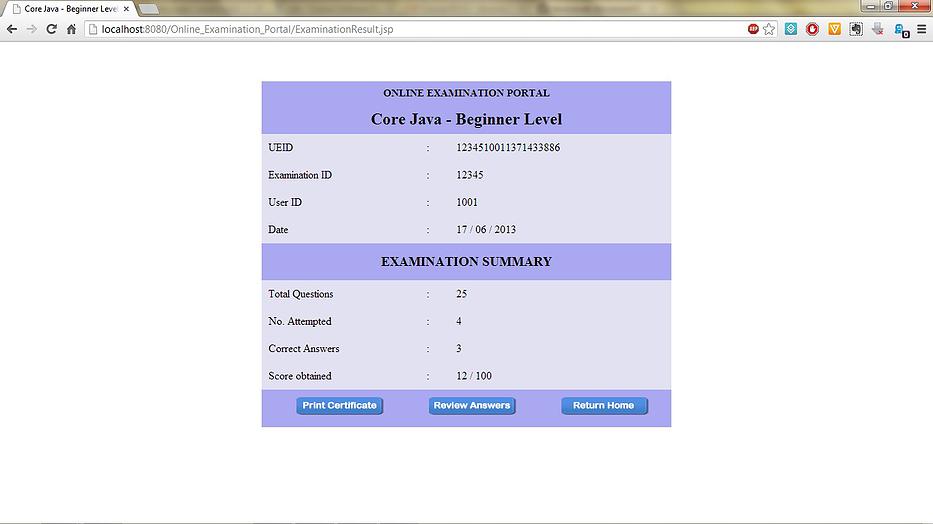 Core Java - Beginner Level
localhost:8080/Online_Examination_Portal/ExaminationResult.jsp
ONLINE EXAMINATION PORTAL
Core Java - Beginner Level
UEID : 1234510011371433886
Examination ID : 12345
User ID : 1001
Date : 17 / 06 / 2013
EXAMINATION SUMMARY
Total Questions : 25
No. Attempted : 4
Correct Answers : 3
Score obtained : 12 / 100
Print Certificate Review Answers Return Home